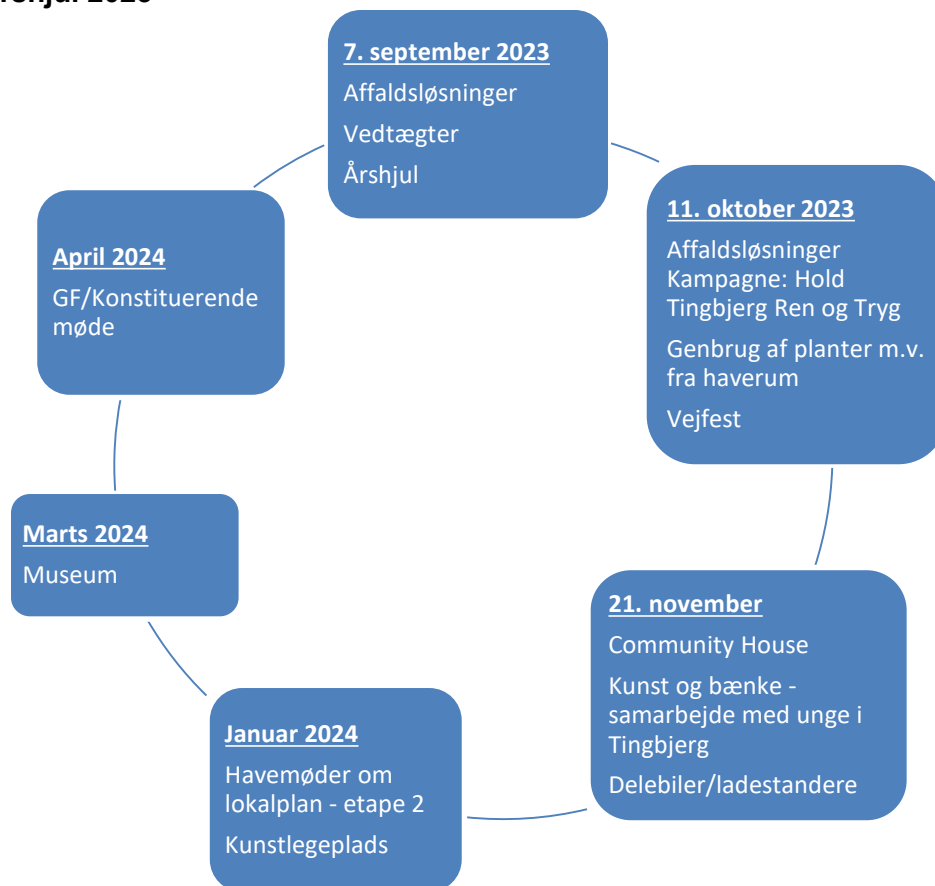 7. september 2023
Affaldsløsninger
Vedtægter
Årshjul
11. oktober 2023
Affaldsløsninger
Kampagne: Hold
Tingbjerg Ren og Tryg
Genbrug af planter m.v.
fra haverum
Vejfest
21. november
Community House
Kunst og bænke -
samarbejde med unge i
Tingbjerg
Delebiler/ladestandere
Januar 2024
Havemøder om
lokalplan - etape 2
Kunstlegeplads
Marts 2024
Museum
April 2024
GF/Konstituerende
møde